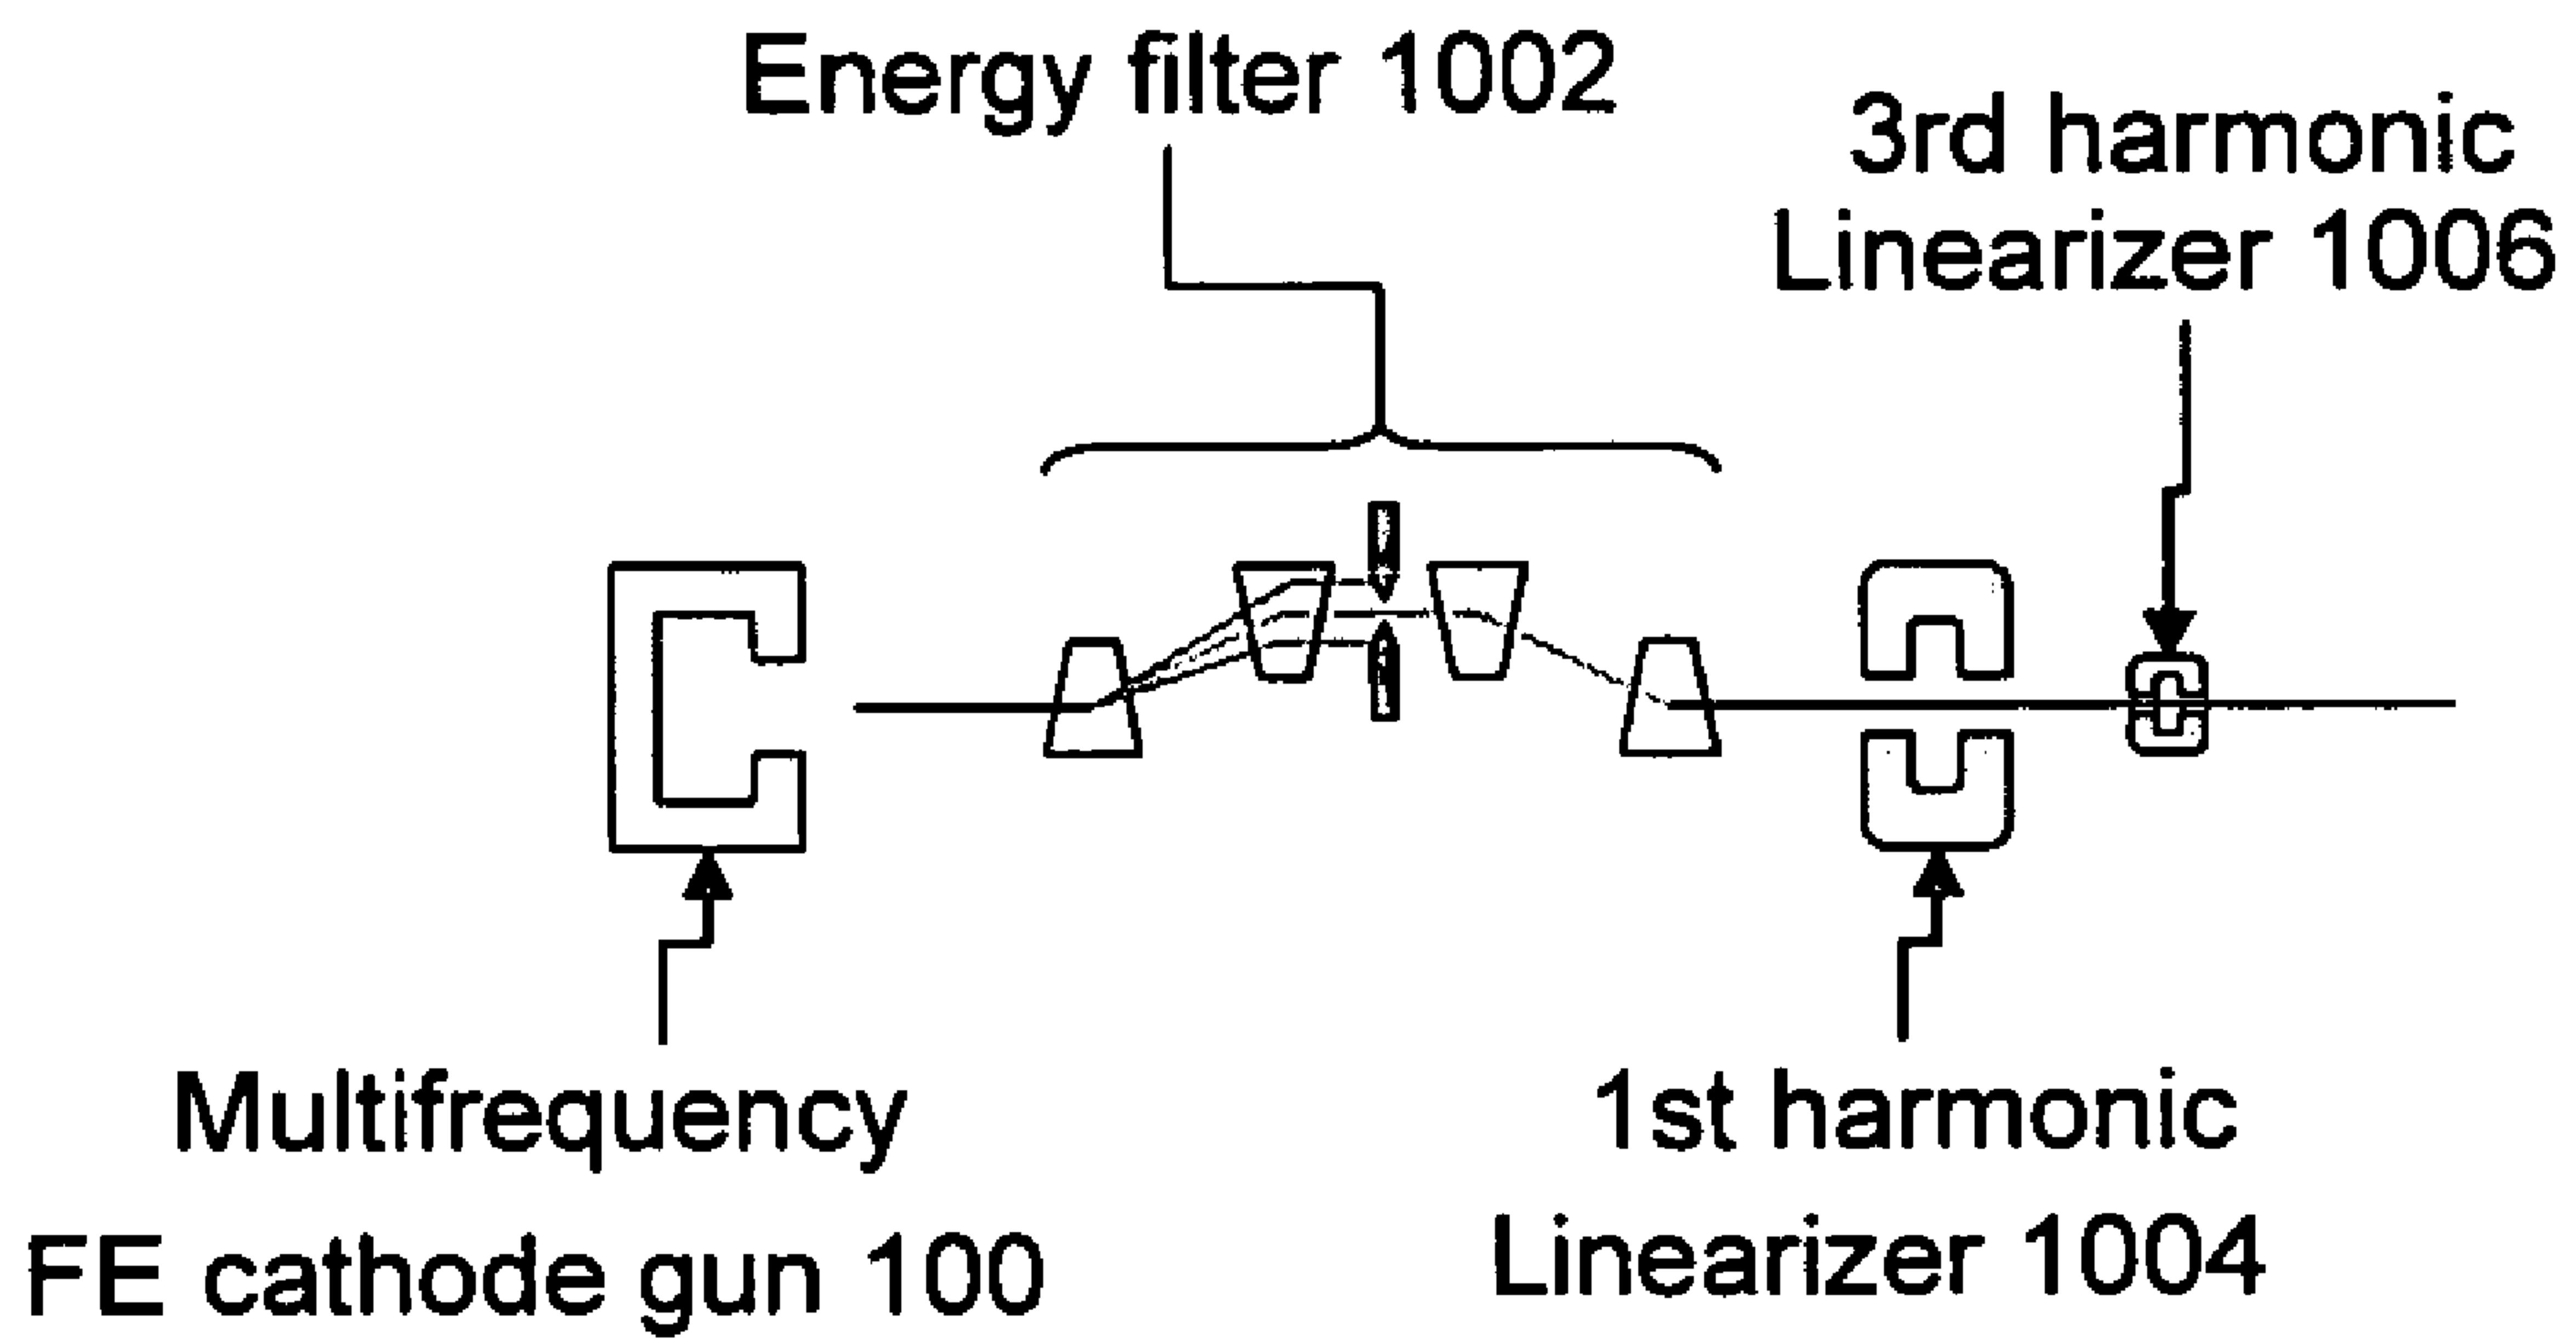 Energy filter 1002
3rd harmonic
Linearizer 1006
Multifrequency
FE cathode gun 100
1st harmonic
Linearizer 1004